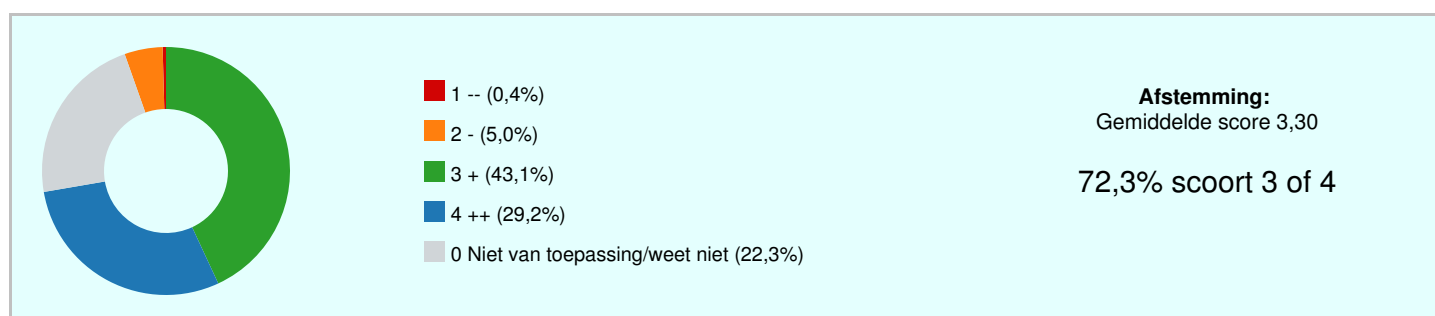 1 -- (0,4%)
2 - (5,0%)
3 + (43,1%)
4 ++ (29,2%)
0 Niet van toepassing/weet niet (22,3%)
Afstemming:
Gemiddelde score 3,30
72,3% scoort 3 of 4